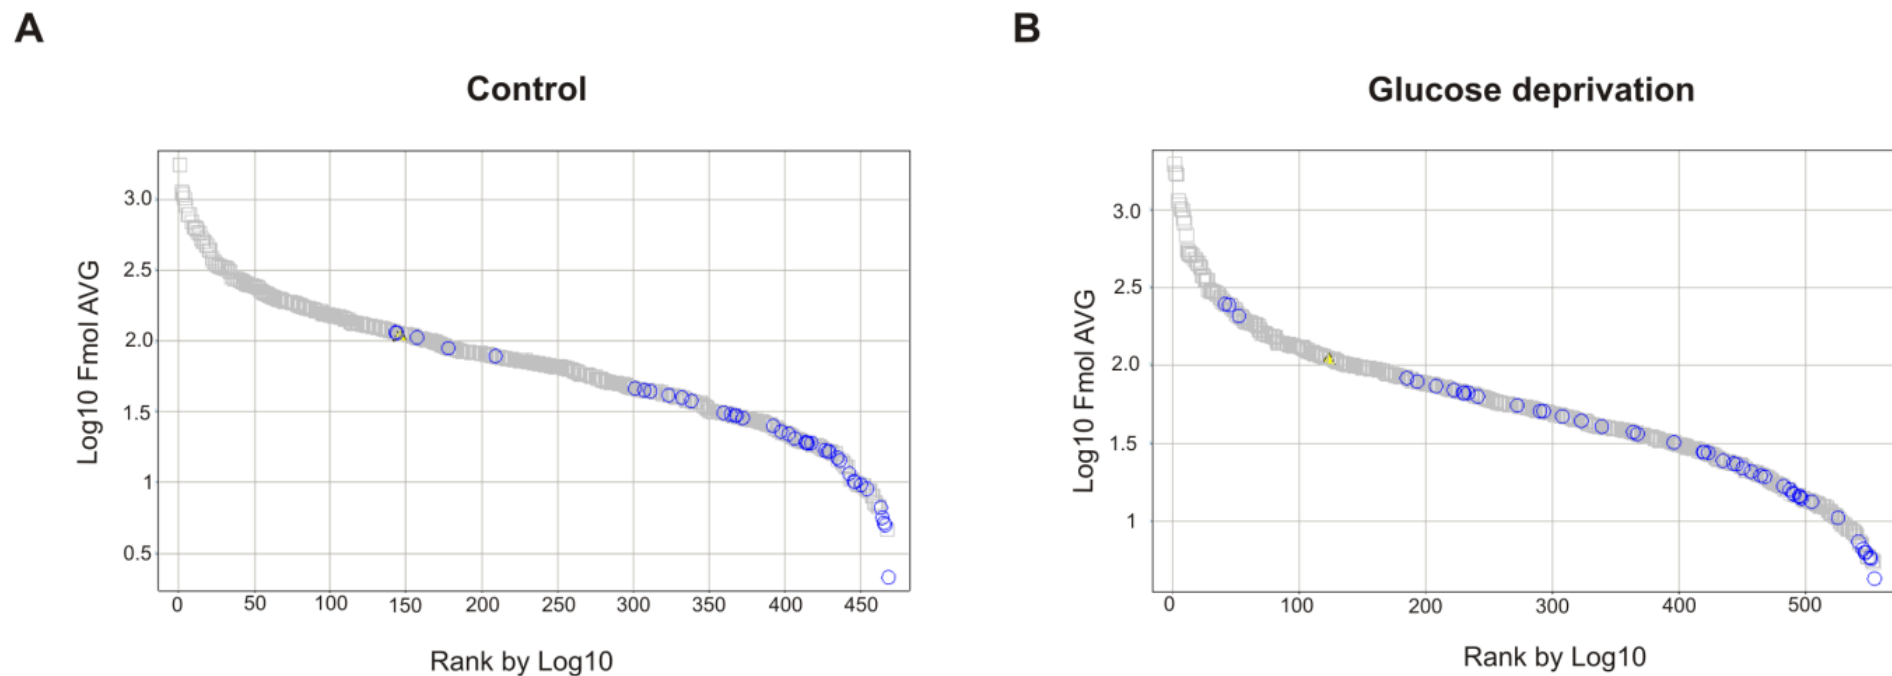 A
Control
Log10 Fmol AVG
3.0
2.5
2.0
1.5
1
0.5
0 50 100 150 200 250 300 350 400 450
Rank by Log10
B
Glucose deprivation
Log10 Fmol AVG
3.0
2.5
2.0
1.5
1
0 100 200 300 400 500
Rank by Log10